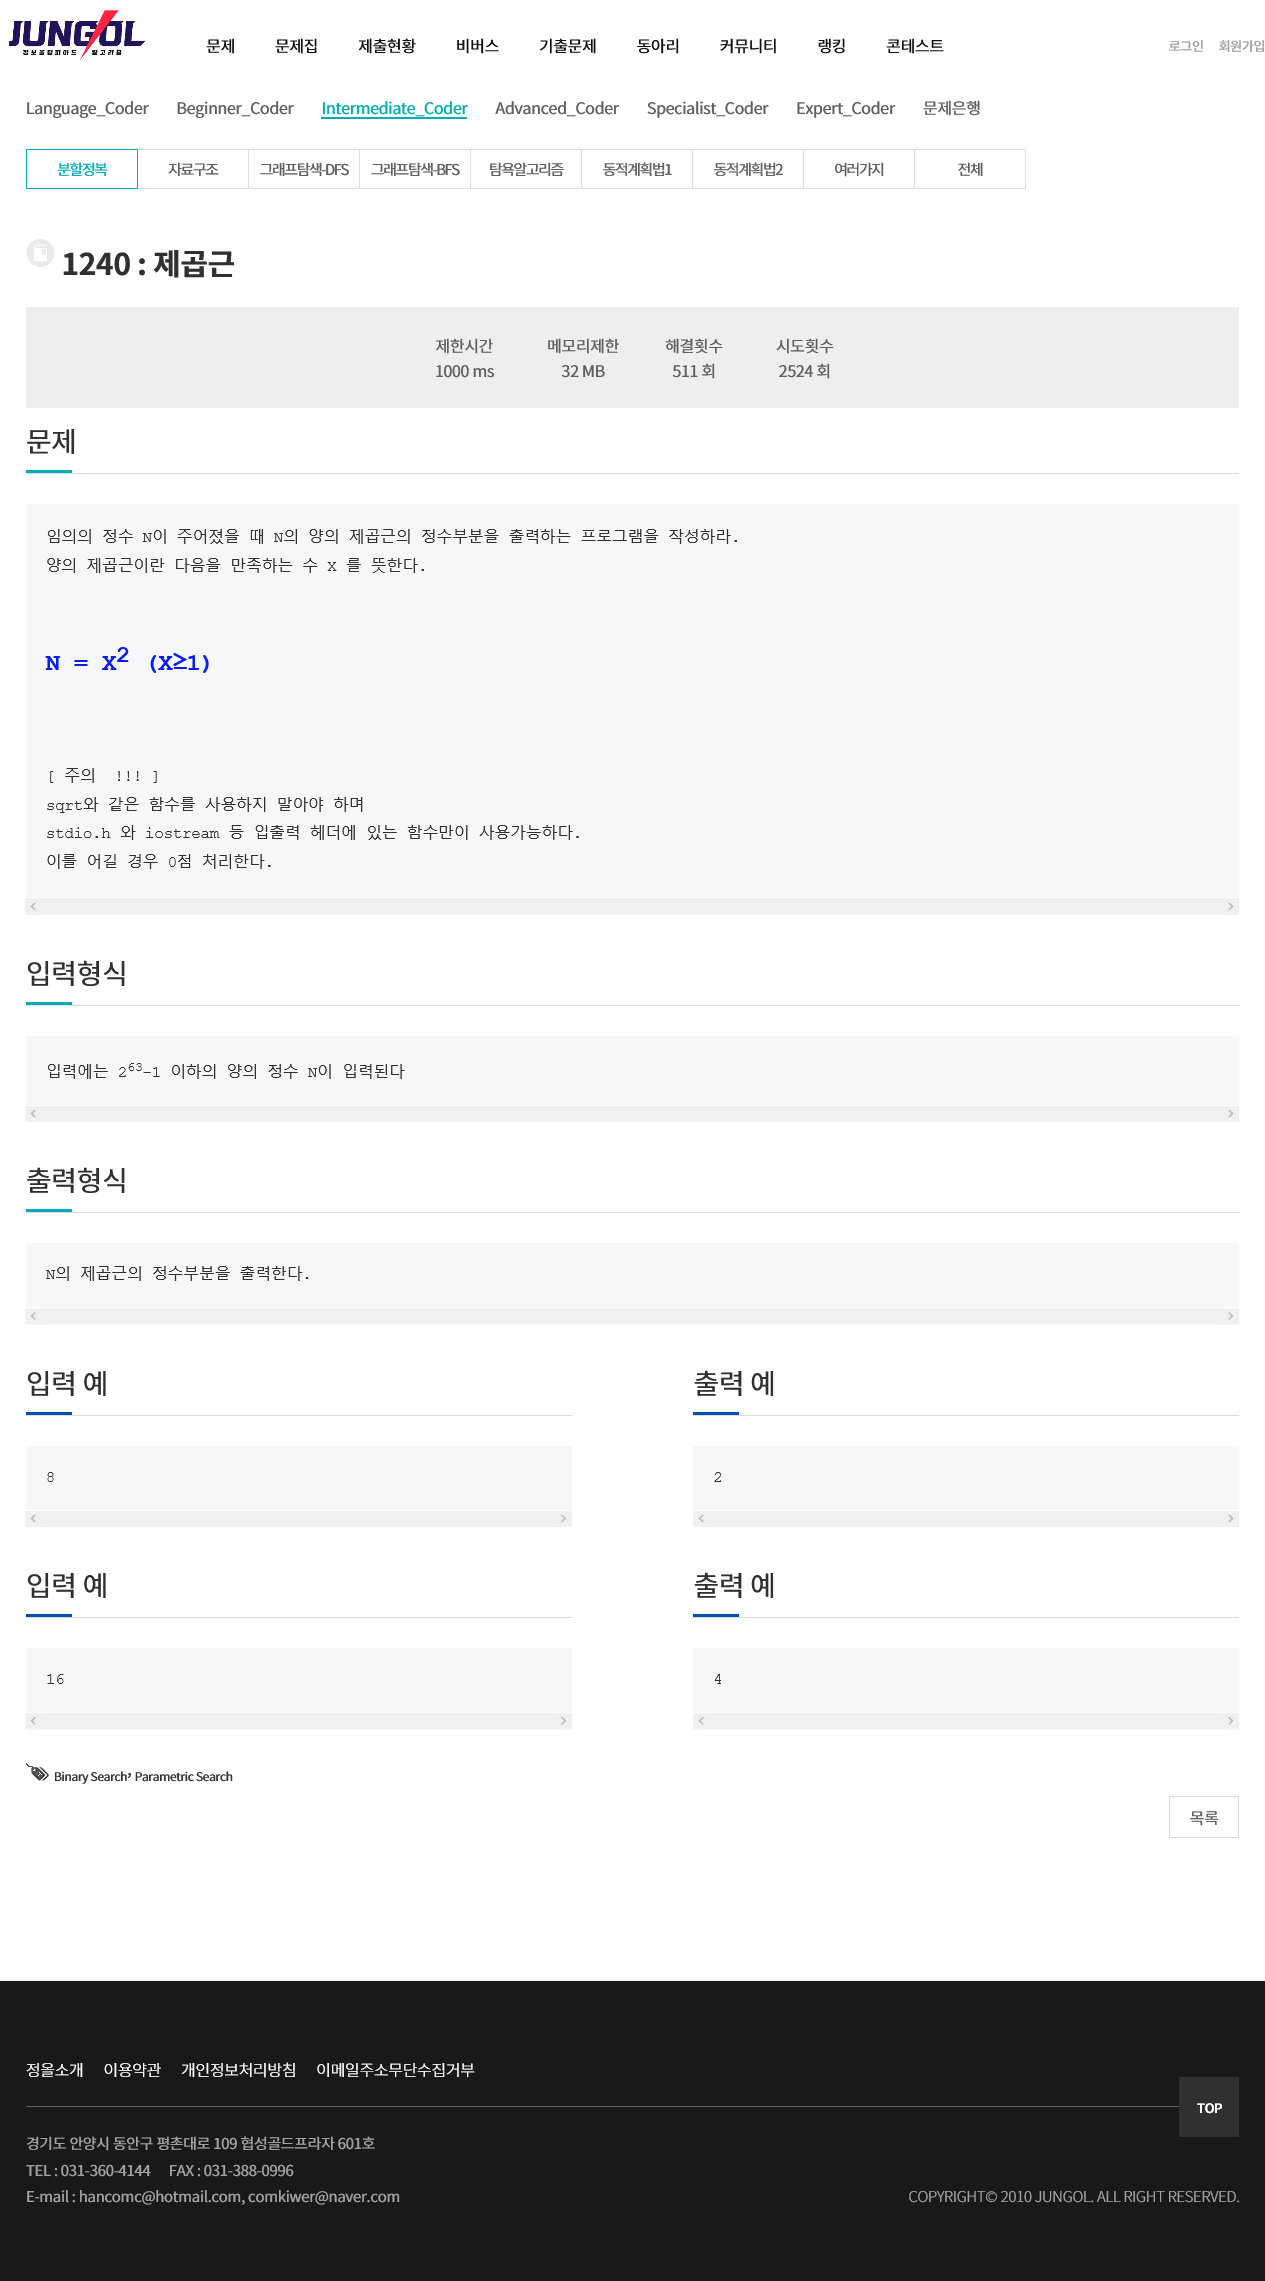 JUNGOL
정보올림피아드 알고리즘
문제 문제집 제출현황 비버스 기출문제 동아리 커뮤니티 랭킹 콘테스트 로그인 회원가입
Language_Coder Beginner_Coder Intermediate_Coder Advanced_Coder Specialist_Coder Expert_Coder 문제은행
분할정복 자료구조 그래프탐색-DFS 그래프탐색-BFS 탐욕알고리즘 동적계획법1 동적계획법2 여러가지 전체
1240 : 제곱근
제한시간 메모리제한 해결횟수 시도횟수
1000 ms 32 MB 511 회 2524 회
문제
임의의 정수 N이 주어졌을 때 N의 양의 제곱근의 정수부분을 출력하는 프로그램을 작성하라.
양의 제곱근이란 다음을 만족하는 수 X 를 뜻한다.
N = X² (X≥1)
[ 주의 !!! ]
sqrt와 같은 함수를 사용하지 말아야 하며
stdio.h 와 iostream 등 입출력 헤더에 있는 함수만이 사용가능하다.
이를 어길 경우 0점 처리한다.
입력형식
입력에는 2⁶³-1 이하의 양의 정수 N이 입력된다
출력형식
N의 제곱근의 정수부분을 출력한다.
입력 예 출력 예
8 2
입력 예 출력 예
16 4
Binary Search, Parametric Search
목록
정올소개 이용약관 개인정보처리방침 이메일주소무단수집거부
TOP
경기도 안양시 동안구 평촌대로 109 협성골드프라자 601호
TEL : 031-360-4144 FAX : 031-388-0996
E-mail : hancomc@hotmail.com, comkiwer@naver.com COPYRIGHT© 2010 JUNGOL. ALL RIGHT RESERVED.